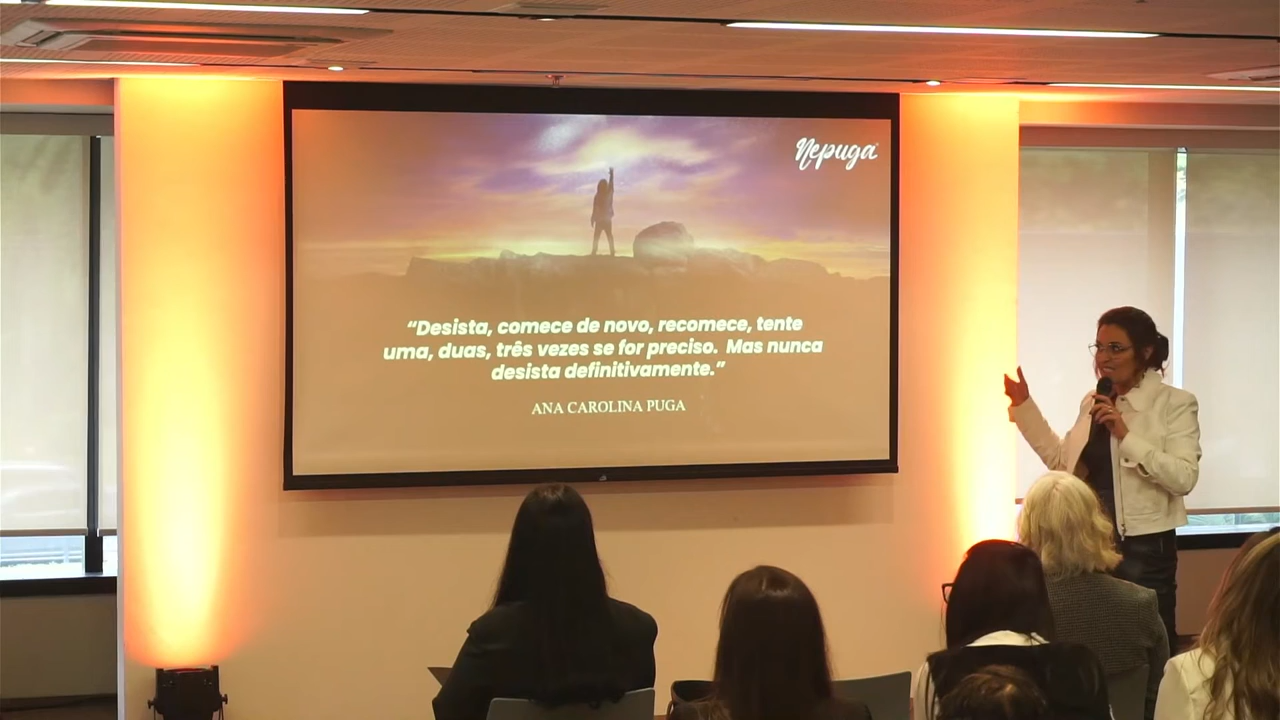 Nepuga
“Desista, comece de novo, recomece, tente
uma, duas, três vezes se for preciso. Mas nunca
desista definitivamente.”
ANA CAROLINA PUGA